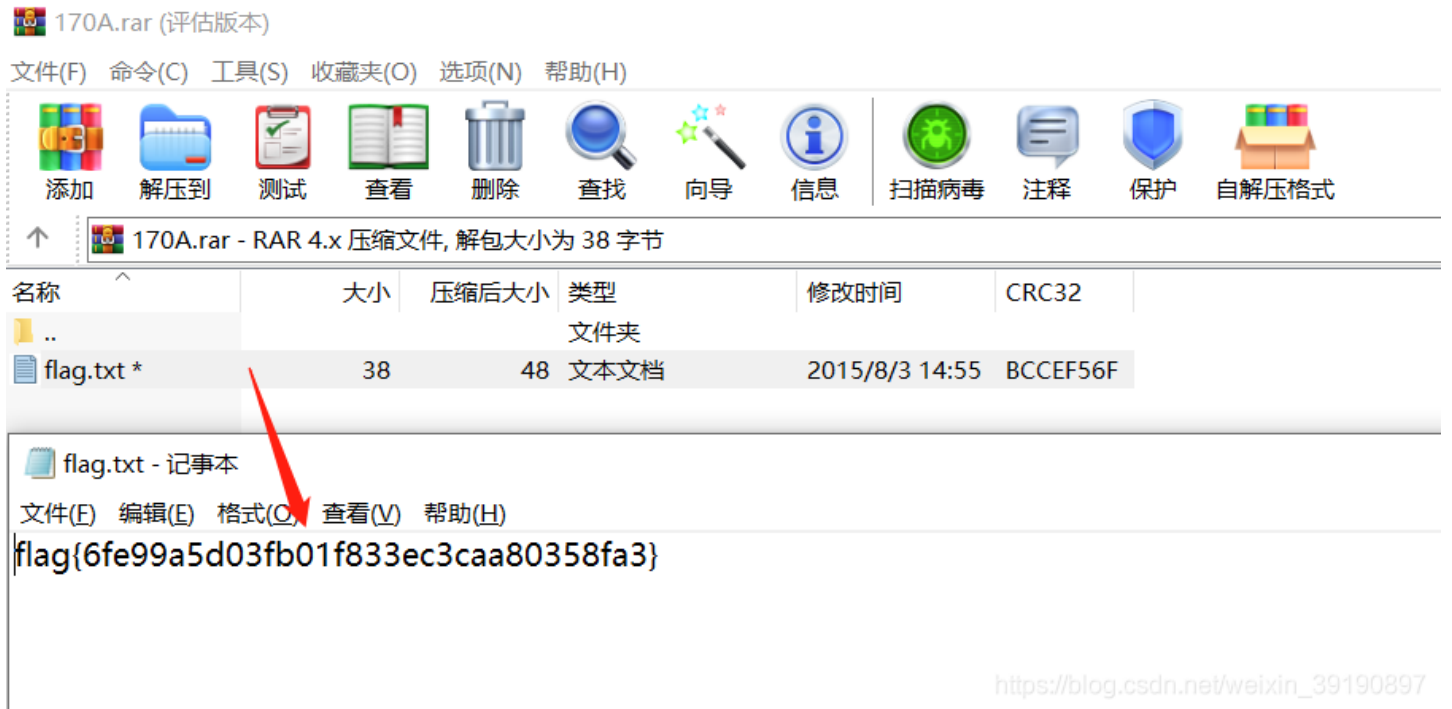 170A.rar (评估版本)
文件(F) 命令(C) 工具(S) 收藏夹(O) 选项(N) 帮助(H)
添加 解压到 测试 查看 删除 查找 向导 信息 扫描病毒 注释 保护 自解压格式
170A.rar - RAR 4.x 压缩文件, 解包大小为 38 字节
名称 大小 压缩后大小 类型 修改时间 CRC32
.. 文件夹
flag.txt * 38 48 文本文档 2015/8/3 14:55 BCCEF56F
flag.txt - 记事本
文件(F) 编辑(E) 格式(O) 查看(V) 帮助(H)
flag{6fe99a5d03fb01f833ec3caa80358fa3}
https://blog.csdn.net/weixin_39190897